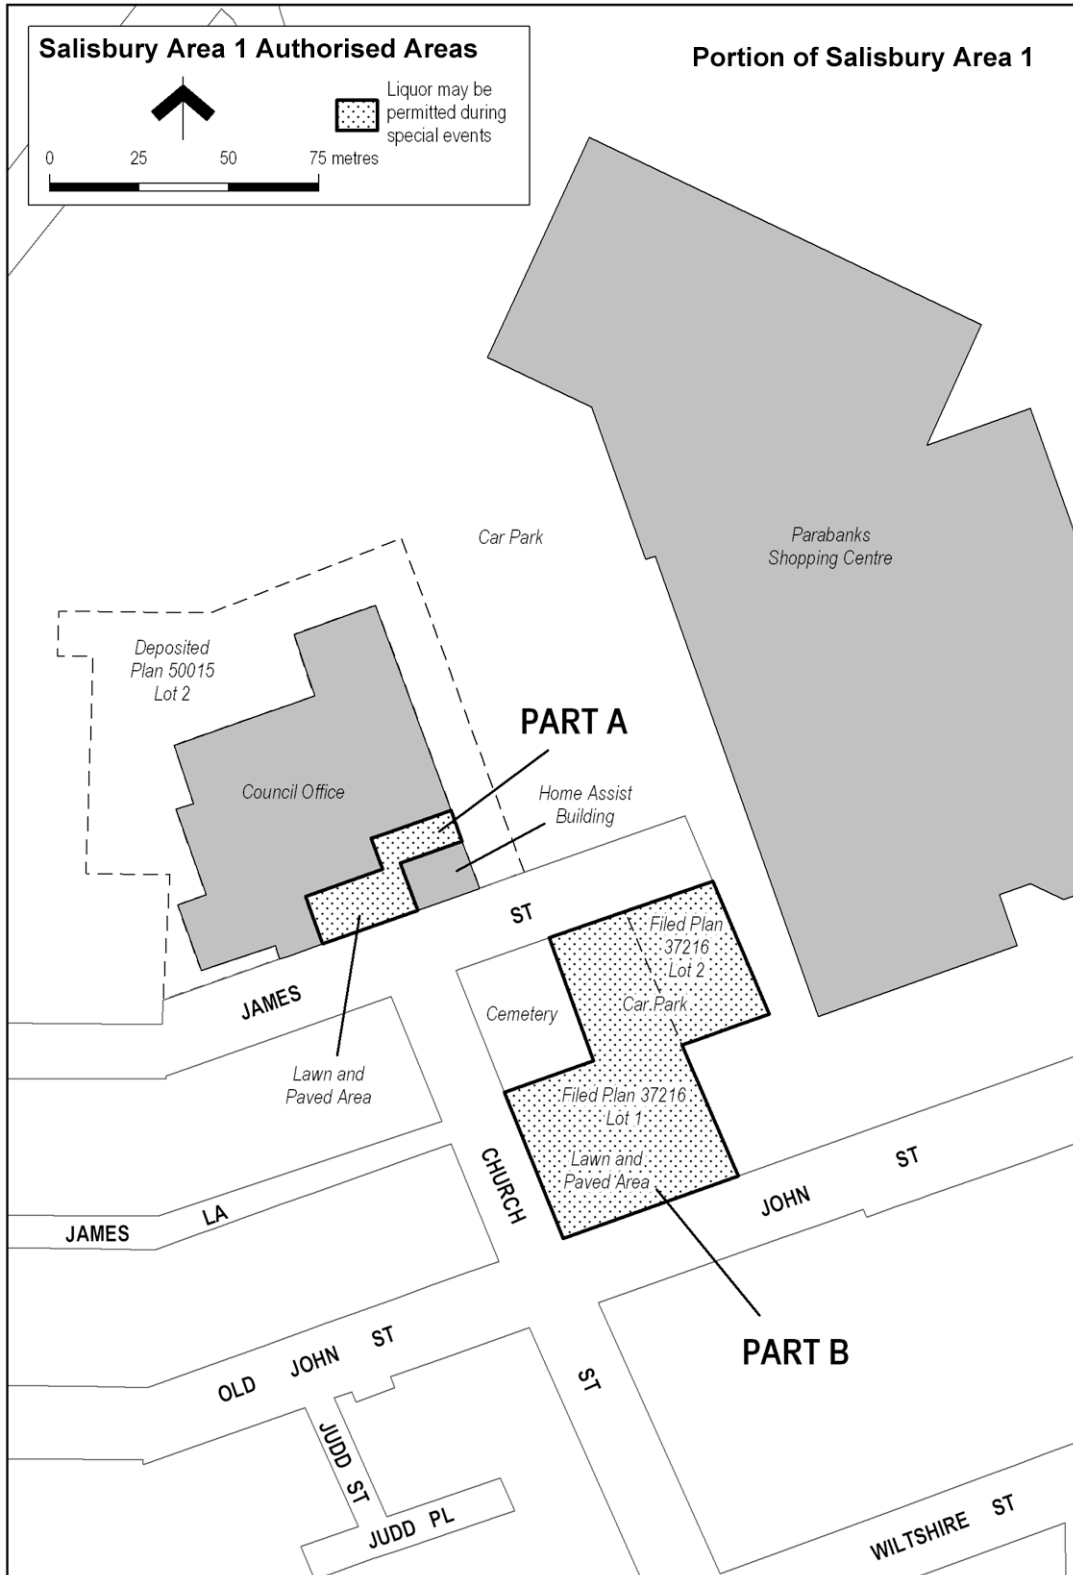 Salisbury Area 1 Authorised Areas
Portion of Salisbury Area 1
Liquor may be
permitted during
special events
0 25 50 75 metres
Car Park
Parabanks
Shopping Centre
Deposited
Plan 50015
Lot 2
PART A
Council Office
Home Assist
Building
JAMES ST
Filed Plan
37216
Lot 2
Car Park
Cemetery
Lawn and
Paved Area
Filed Plan 37216
Lot 1
Lawn and
Paved Area
CHURCH ST
JOHN ST
JAMES LA
PART B
OLD JOHN ST
JUDD ST
JUDD PL
WILTSHIRE ST